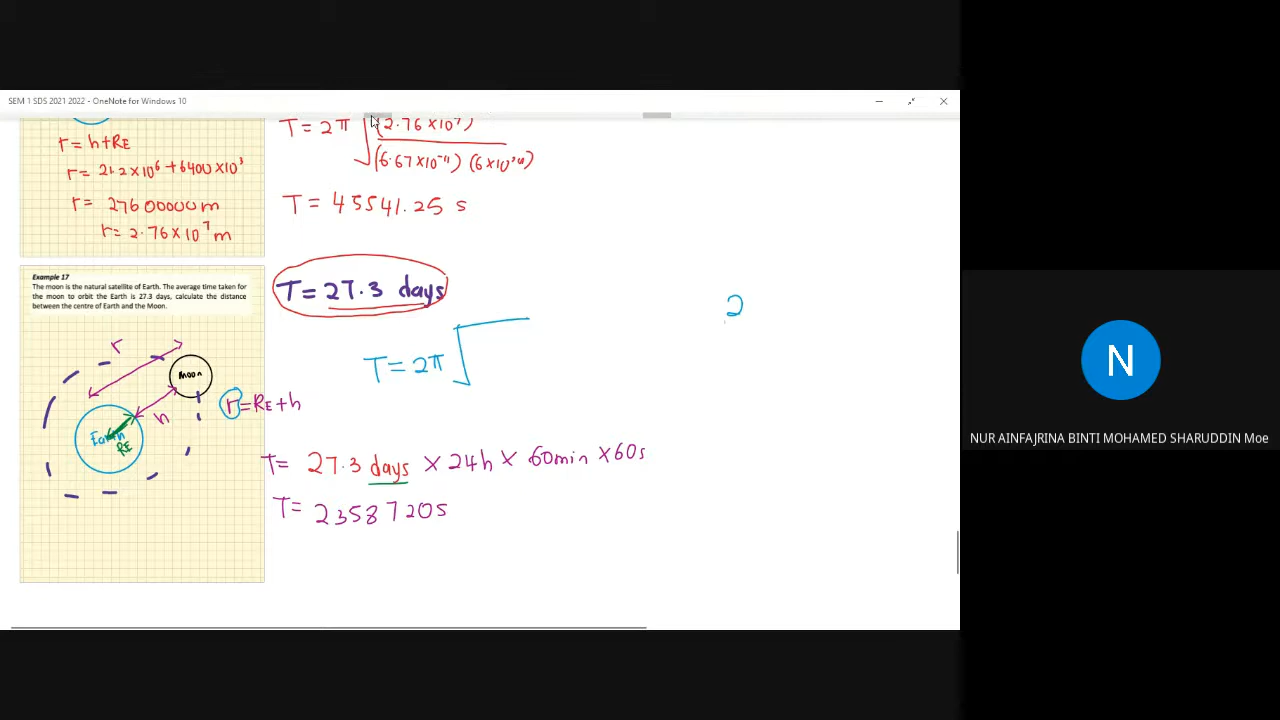 SEM 1 SDS 2021 2022 - OneNote for Windows 10
r = h+RE
r = 21.2 ×10⁶ + 6400 ×10³
r = 27600000m
r = 2.76 ×10⁷ m
T = 2π √(2.76 ×10⁷)
(6.67×10⁻¹¹) (6×10²⁴)
T = 45541.25 s
Example 17
The moon is the natural satellite of Earth. The average time taken for
the moon to orbit the Earth is 27.3 days, calculate the distance
between the centre of Earth and the Moon.
r
Moon
Earth
RE
h
T = 27.3 days
2
T = 2π √
r = RE + h
T = 27.3 days × 24h × 60min × 60s
T = 2358720s
N
NUR AINFAJRINA BINTI MOHAMED SHARUDDIN Moe